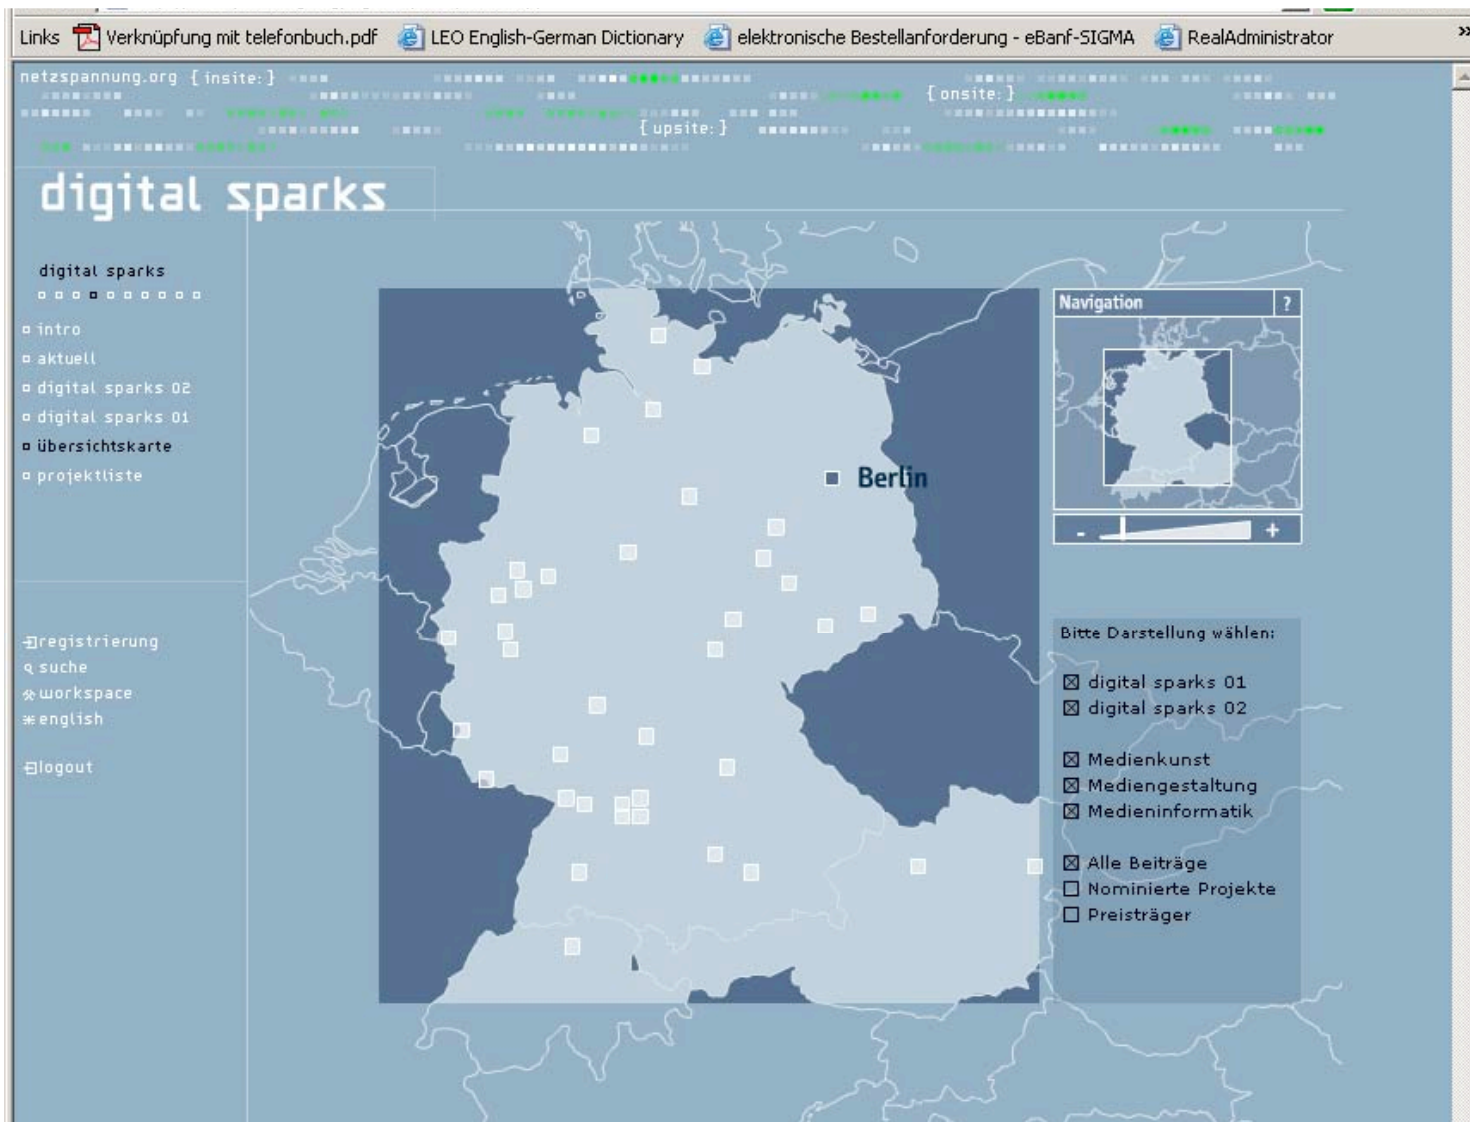 Links Verknüpfung mit telefonbuch.pdf LEO English-German Dictionary elektronische Bestellanforderung - eBanf-SIGMA RealAdministrator »
netzspannung.org { insite: }
{ onsite: }
{ upsite: }
digital sparks
digital sparks
intro
aktuell
digital sparks 02
digital sparks 01
übersichtskarte
projektliste
registrierung
suche
workspace
english
logout
Berlin
Navigation ?
- +
Bitte Darstellung wählen:
digital sparks 01
digital sparks 02
Medienkunst
Mediengestaltung
Medieninformatik
Alle Beiträge
Nominierte Projekte
Preisträger